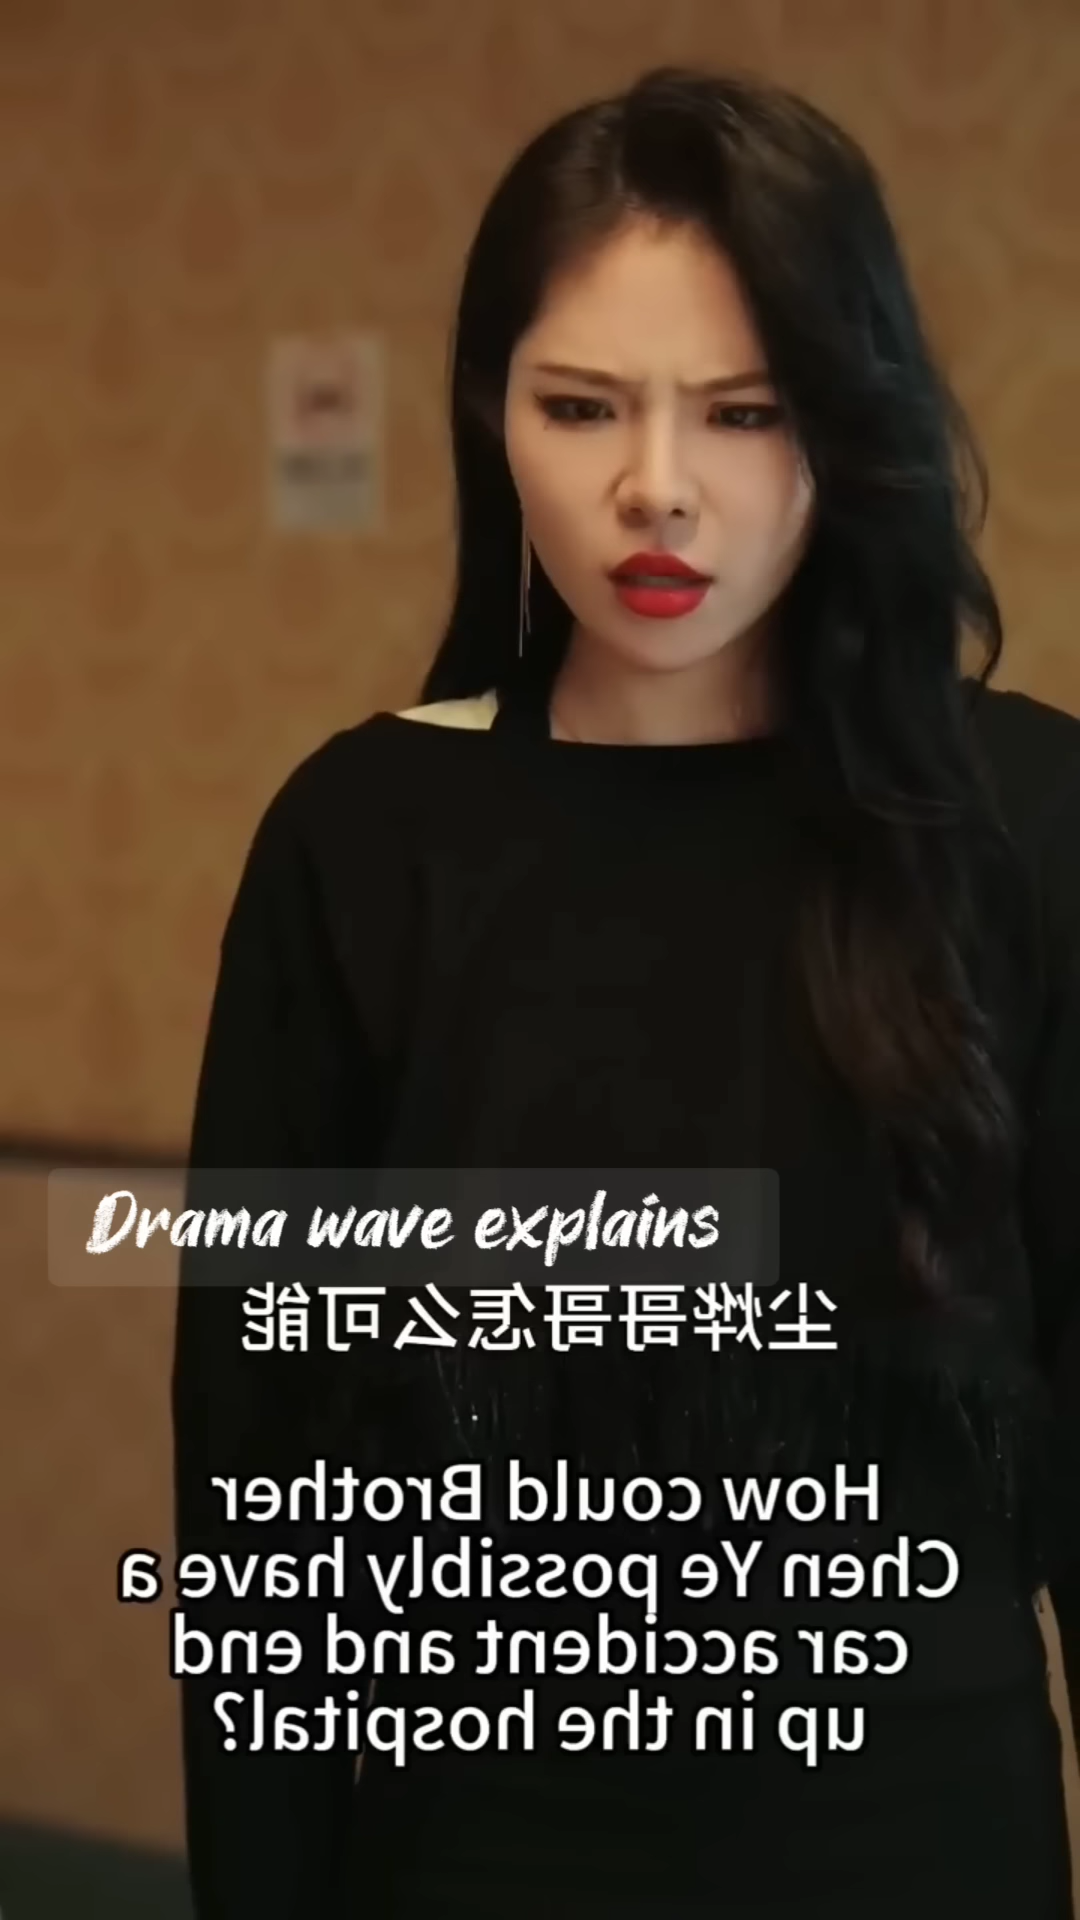 Drama wave explains
尘烨哥哥怎么可能
How could Brother
Chen Ye possibly have a
car accident and end
up in the hospital?